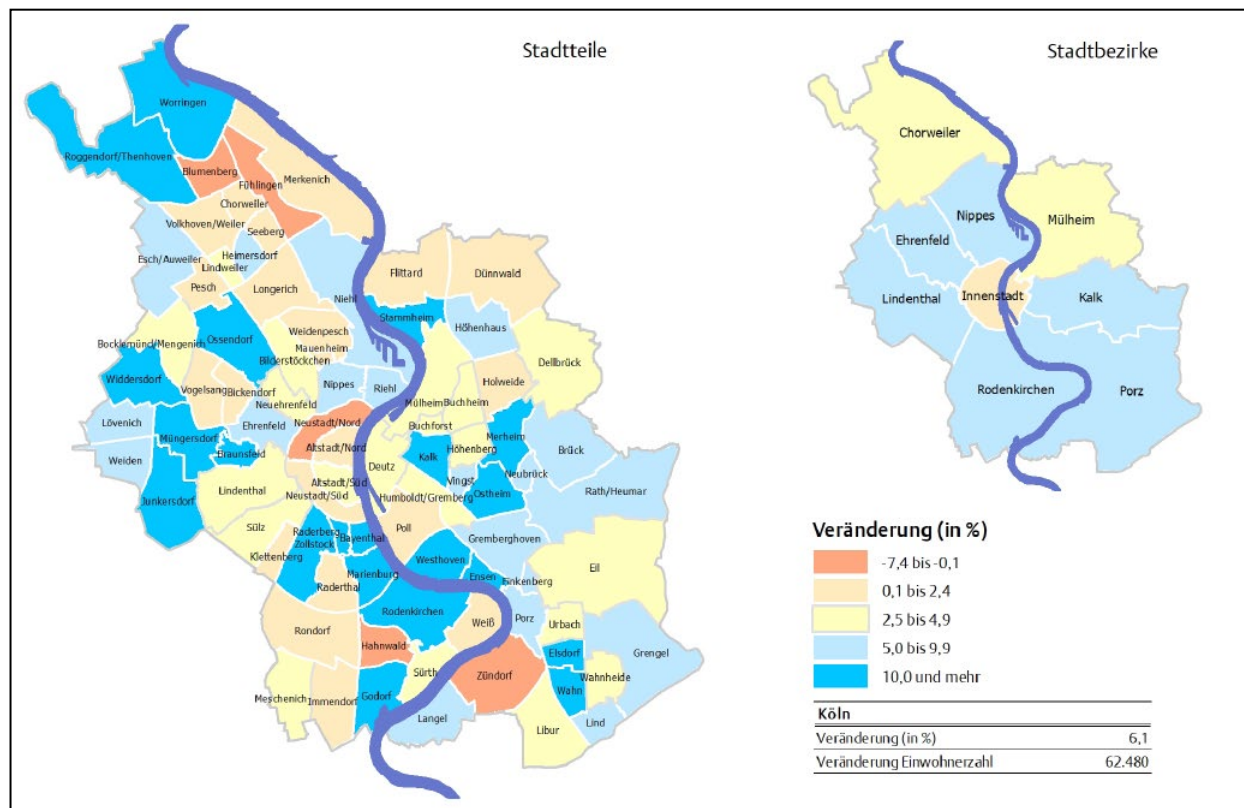 Stadtteile
Stadtbezirke
Worringen
Roggendorf/Thenhoven
Blumenberg
Fühlingen
Merkenich
Chorweiler
Volkhoven/Weiler
Seeberg
Heimersdorf
Esch/Auweiler
Lindweiler
Pesch
Longerich
Niehl
Flittard
Dünnwald
Stammheim
Höhenhaus
Weidenpesch
Mauenheim
Ossendorf
Bocklemünd/Mengenich
Bilderstöckchen
Dellbrück
Widdersdorf
Vogelsang
Bickendorf
Nippes
Riehl
Holweide
Neuehrenfeld
Mülheim
Buchheim
Lövenich
Ehrenfeld
Neustadt/Nord
Buchforst
Müngersdorf
Altstadt/Nord
Merheim
Weiden
Braunsfeld
Deutz
Kalk
Höhenberg
Brück
Junkersdorf
Lindenthal
Altstadt/Süd
Neustadt/Süd
Vingst
Neubrück
Ostheim
Rath/Heumar
Humboldt/Gremberg
Sülz
Klettenberg
Raderberg
Zollstock
Bayenthal
Poll
Gremberghoven
Marienburg
Raderthal
Westhoven
Ensen
Finkenberg
Eil
Rodenkirchen
Weiß
Porz
Urbach
Rondorf
Hahnwald
Elsdorf
Grengel
Sürth
Zündorf
Wahnheide
Meschenich
Immendorf
Godorf
Wahn
Langel
Libur
Lind
Chorweiler
Nippes
Mülheim
Ehrenfeld
Lindenthal
Innenstadt
Kalk
Rodenkirchen
Porz
Veränderung (in %)
-7,4 bis -0,1
0,1 bis 2,4
2,5 bis 4,9
5,0 bis 9,9
10,0 und mehr
Köln
Veränderung (in %) 6,1
Veränderung Einwohnerzahl 62.480